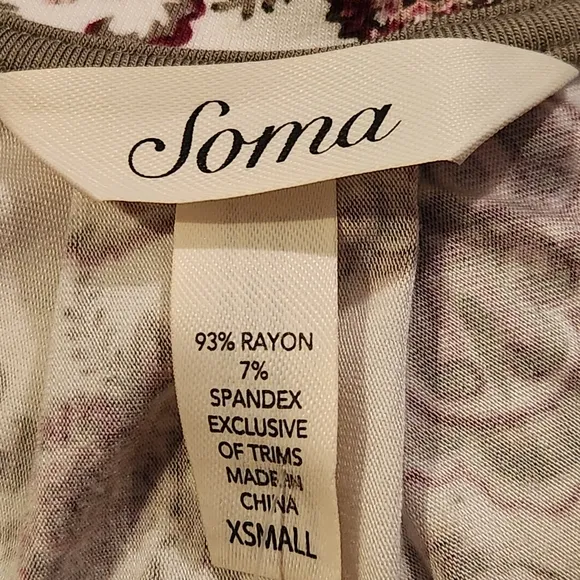 Soma
93% RAYON
7%
SPANDEX
EXCLUSIVE
OF TRIMS
MADE IN
CHINA
XSMALL